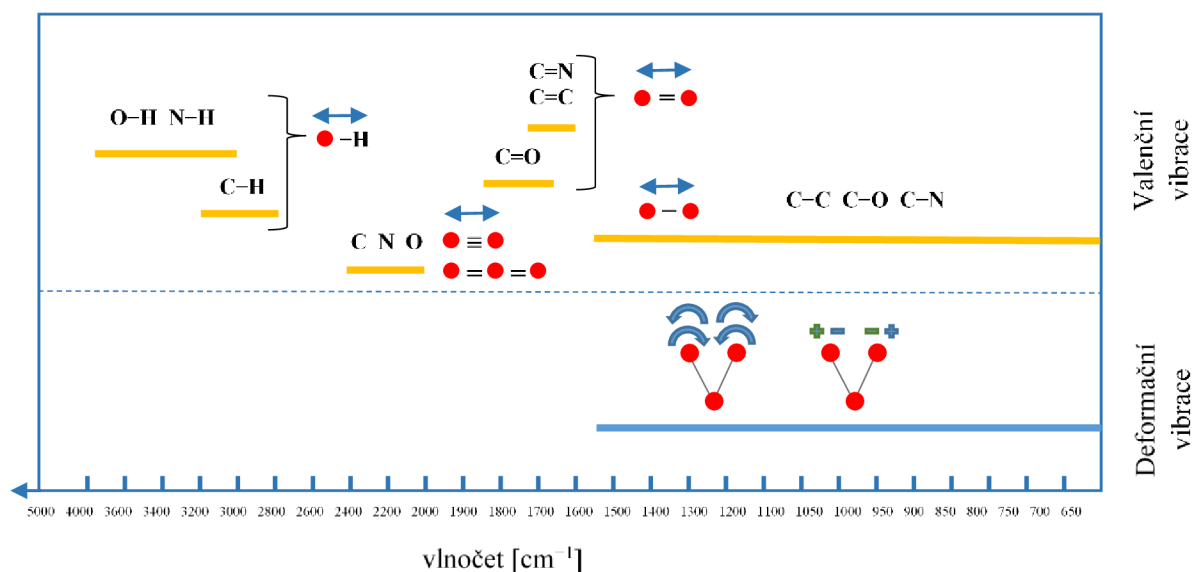 C=N
C=C
O–H N–H
–H
=
C=O
C–H
–
C–C C–O C–N
C N O
≡
= =
Valenční
vibrace
+ – – +
Deformační
vibrace
5000 4000 3600 3400 3200 3000 2800 2600 2400 2200 2000 1900 1800 1700 1600 1500 1400 1300 1200 1100 1050 1000 950 900 850 800 750 700 650
vlnočet [cm⁻¹]